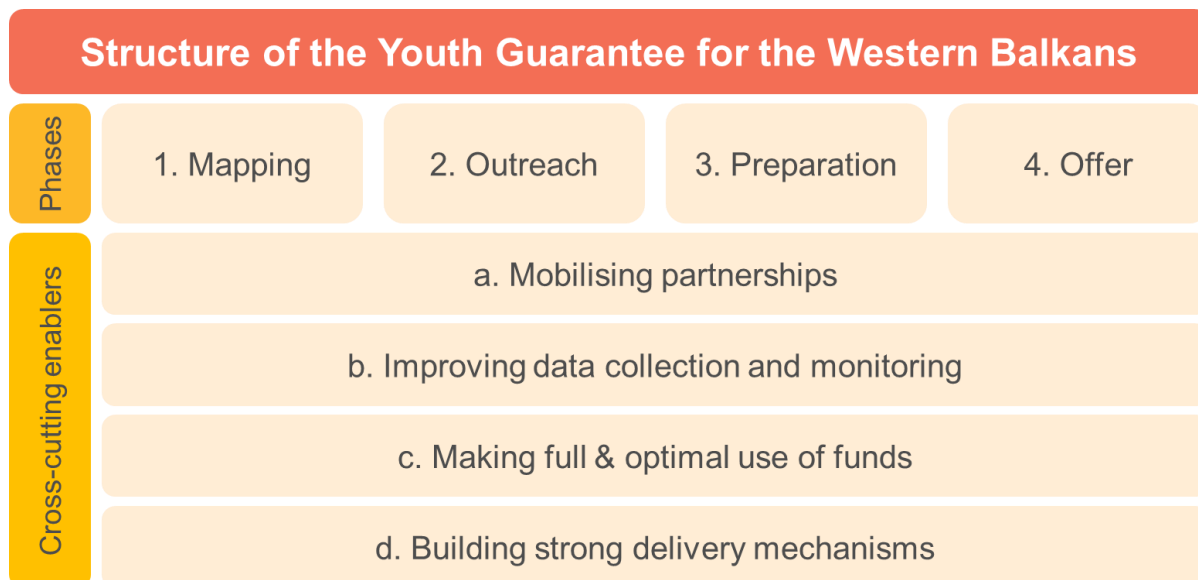 Structure of the Youth Guarantee for the Western Balkans
Phases
1. Mapping
2. Outreach
3. Preparation
4. Offer
Cross-cutting enablers
a. Mobilising partnerships
b. Improving data collection and monitoring
c. Making full & optimal use of funds
d. Building strong delivery mechanisms